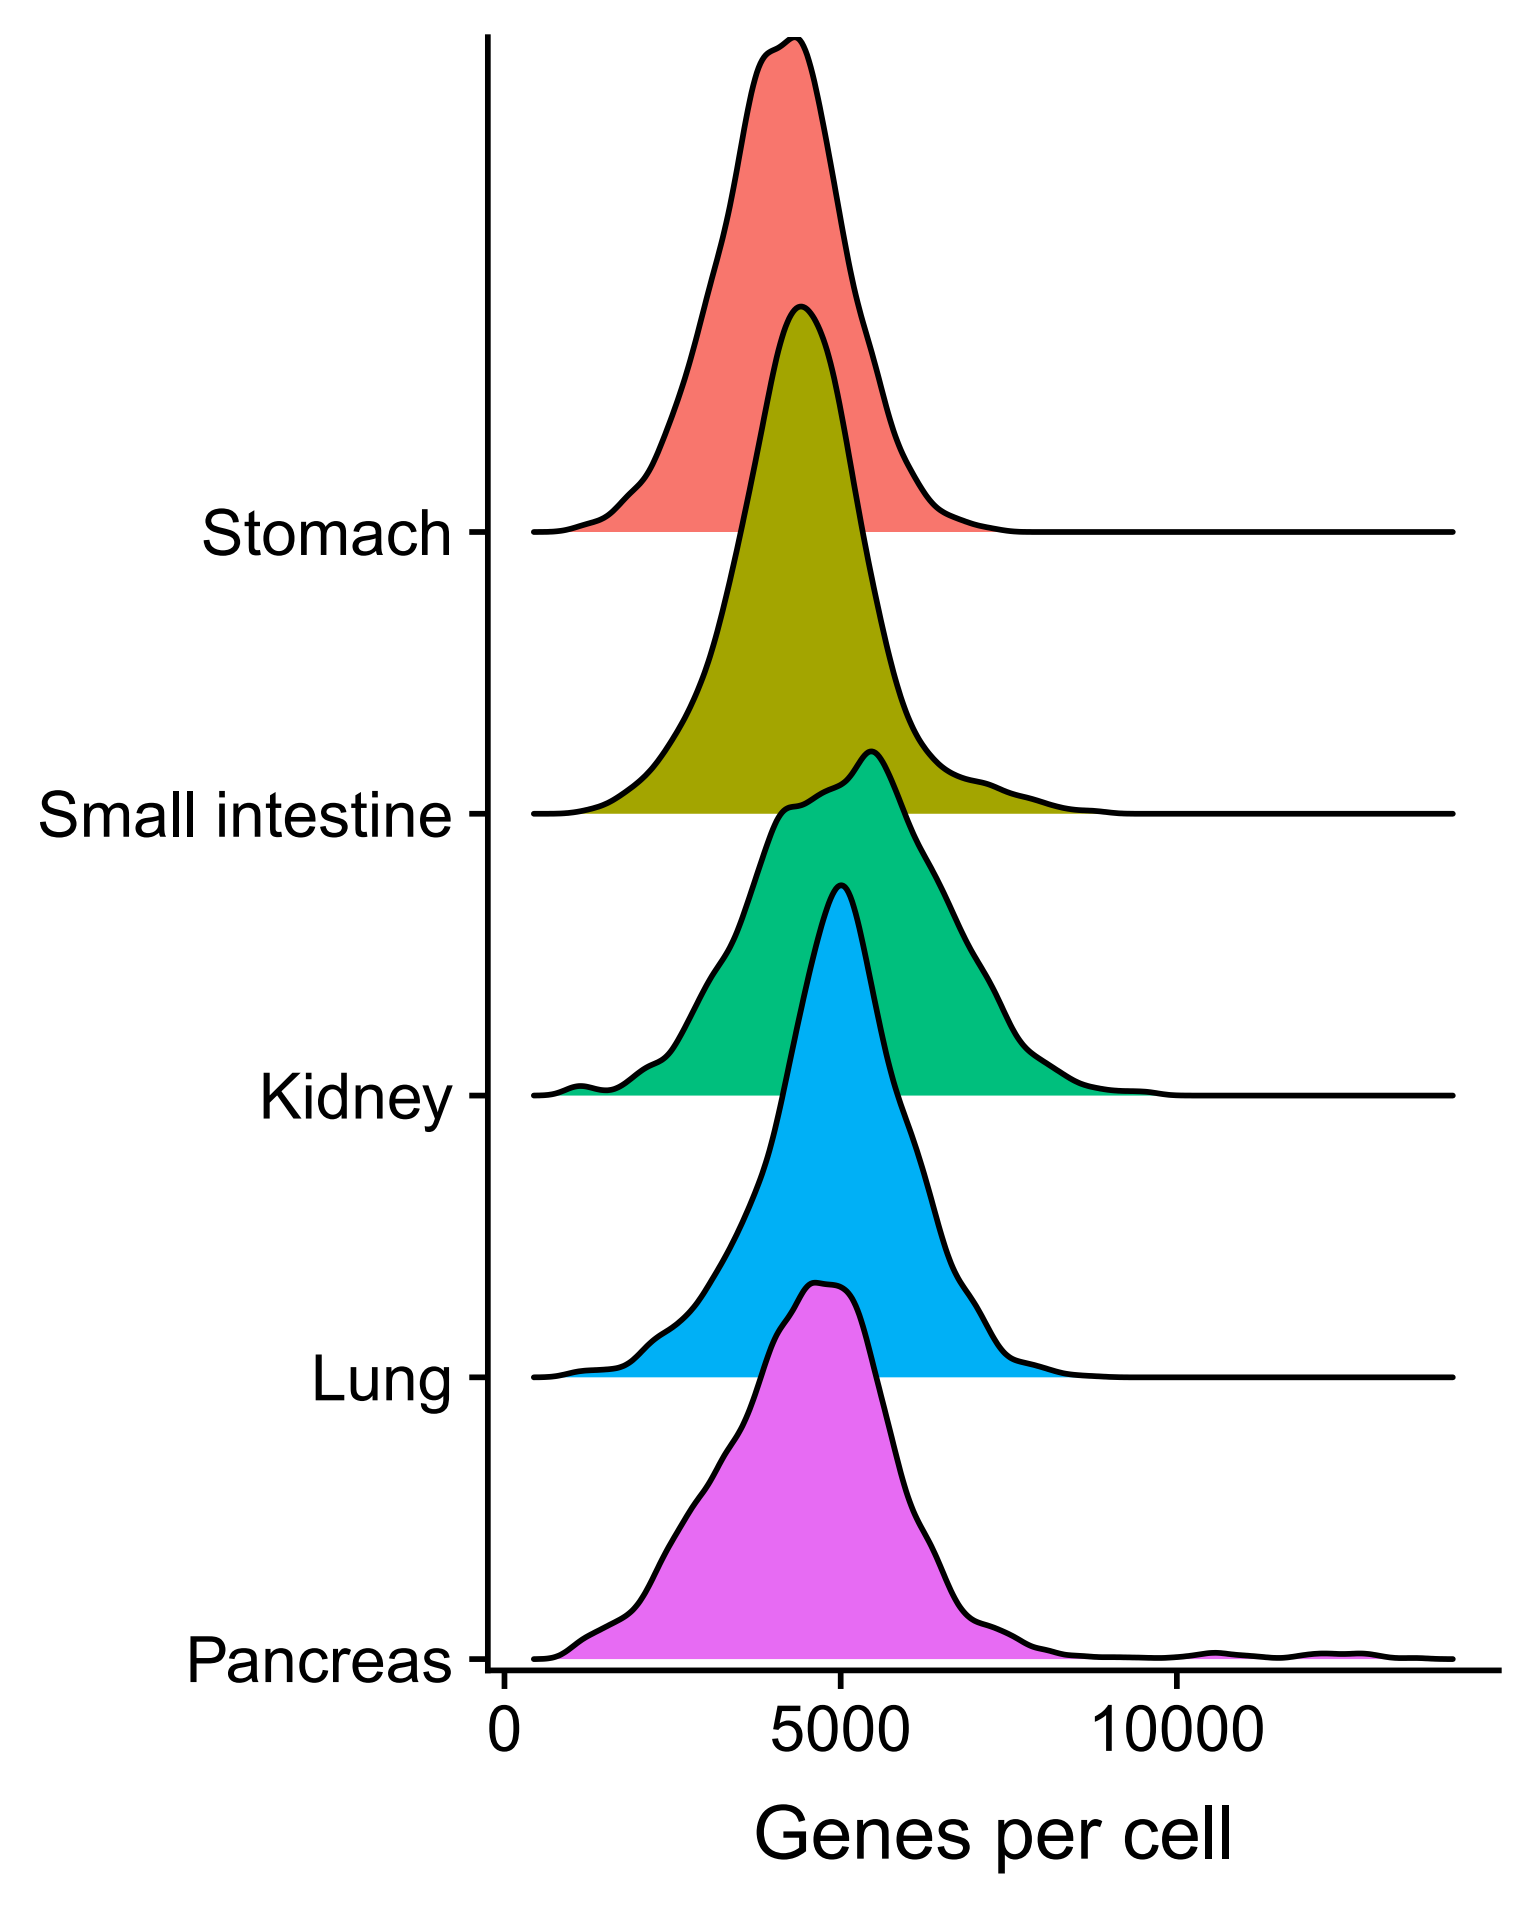 Stomach
Small intestine
Kidney
Lung
Pancreas
0 5000 10000
Genes per cell